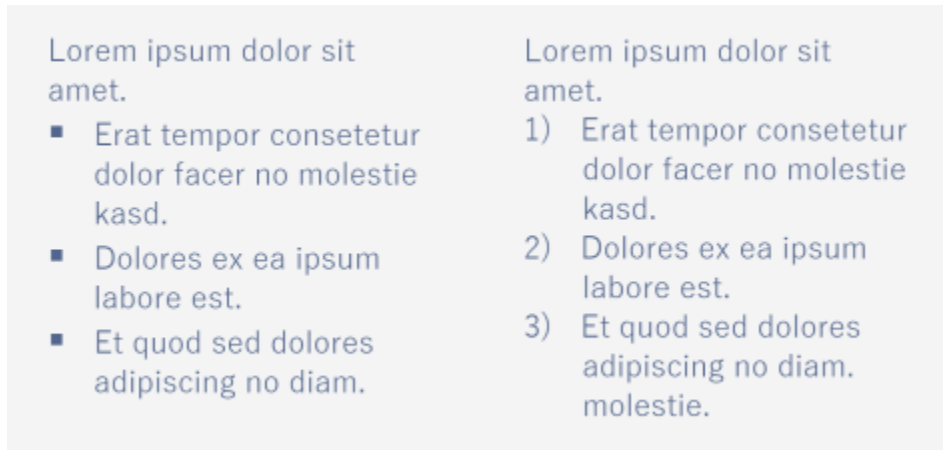 Lorem ipsum dolor sit
amet.
▪ Erat tempor consetetur
dolor facer no molestie
kasd.
▪ Dolores ex ea ipsum
labore est.
▪ Et quod sed dolores
adipiscing no diam.
Lorem ipsum dolor sit
amet.
1) Erat tempor consetetur
dolor facer no molestie
kasd.
2) Dolores ex ea ipsum
labore est.
3) Et quod sed dolores
adipiscing no diam.
molestie.